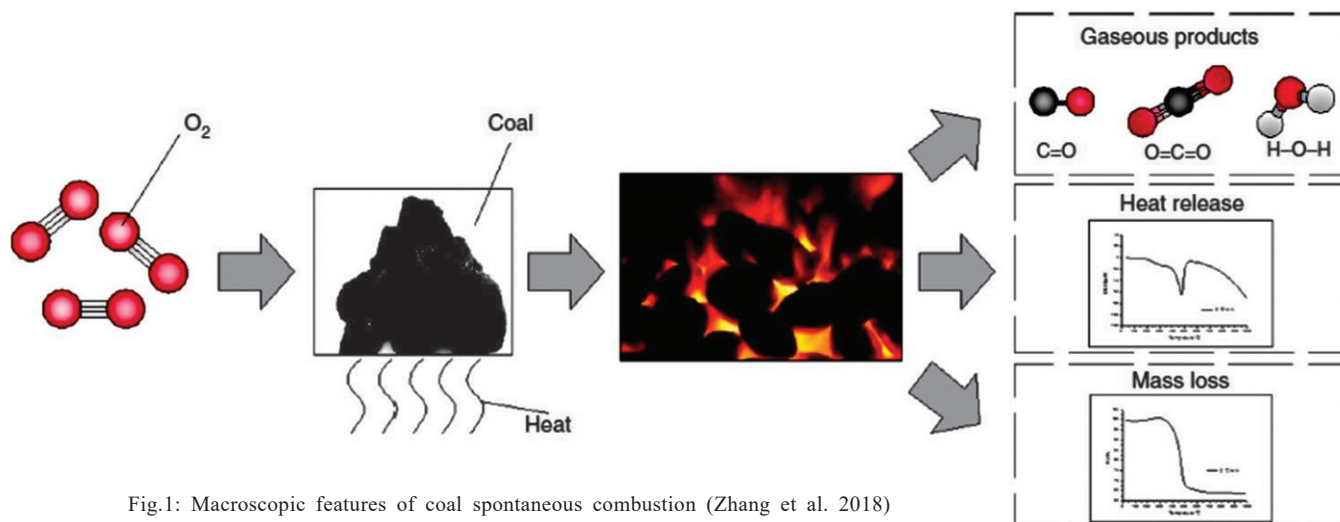 O₂
Coal
Heat
Gaseous products
C=O
O=C=O
H–O–H
Heat release
Mass loss
Fig.1: Macroscopic features of coal spontaneous combustion (Zhang et al. 2018)